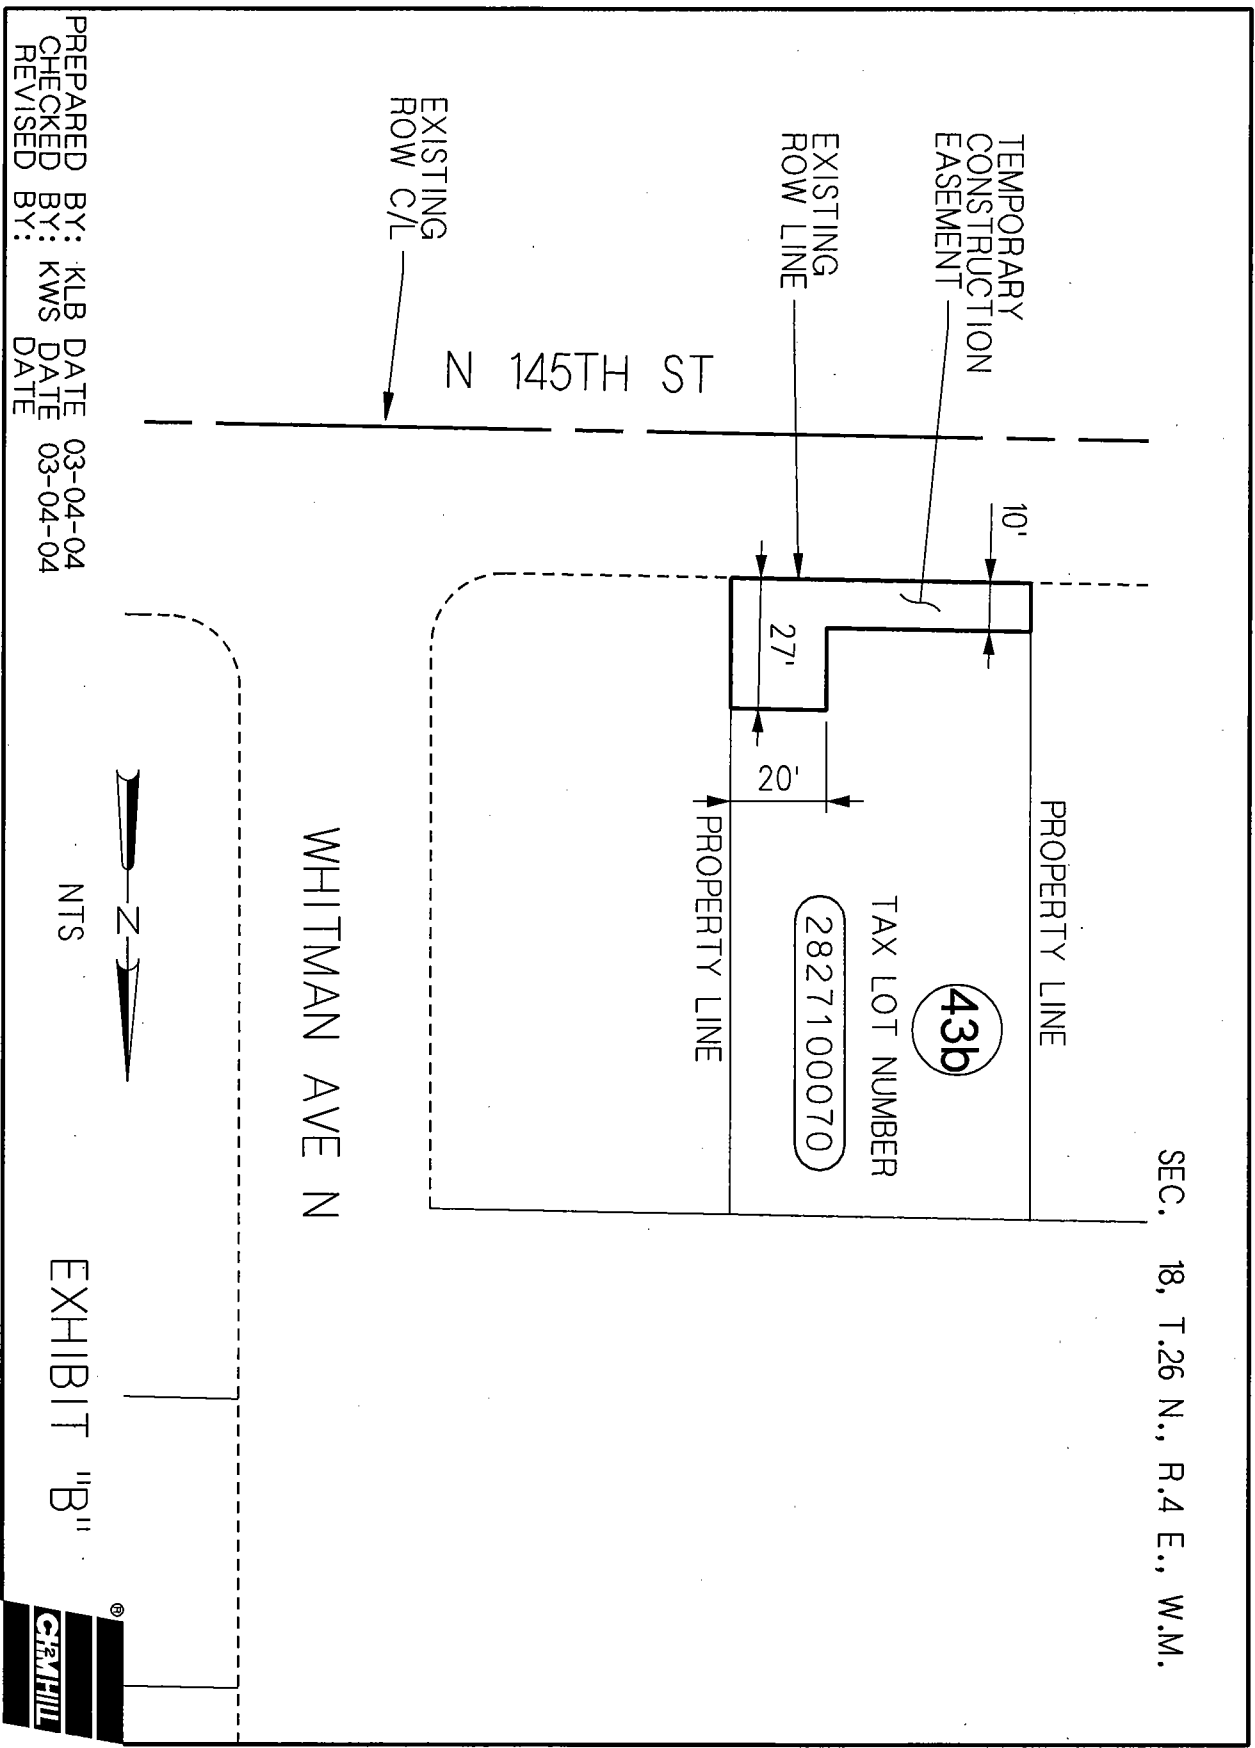 SEC. 18, T.26 N., R.4 E., W.M.
TEMPORARY
CONSTRUCTION
EASEMENT
10'
PROPERTY LINE
43b
TAX LOT NUMBER
2827100070
EXISTING
ROW LINE
27'
20'
PROPERTY LINE
N 145TH ST
EXISTING
ROW C/L
WHITMAN AVE N
N
NTS
EXHIBIT "B"
PREPARED BY: KLB DATE 03-04-04
CHECKED BY: KWS DATE 03-04-04
REVISED BY: DATE
®
CH2MHILL